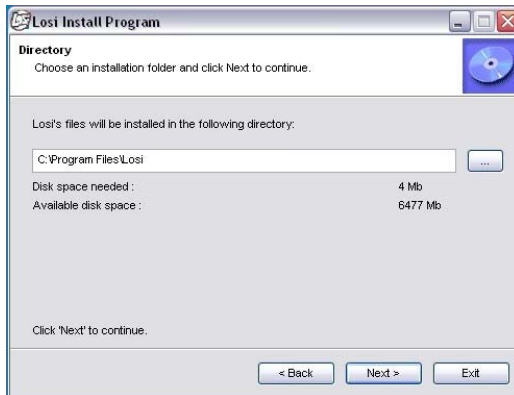 Losi Install Program
Directory
Choose an installation folder and click Next to continue.
Losi's files will be installed in the following directory:
C:\Program Files\Losi
...
Disk space needed : 4 Mb
Available disk space : 6477 Mb
Click 'Next' to continue.
< Back Next > Exit